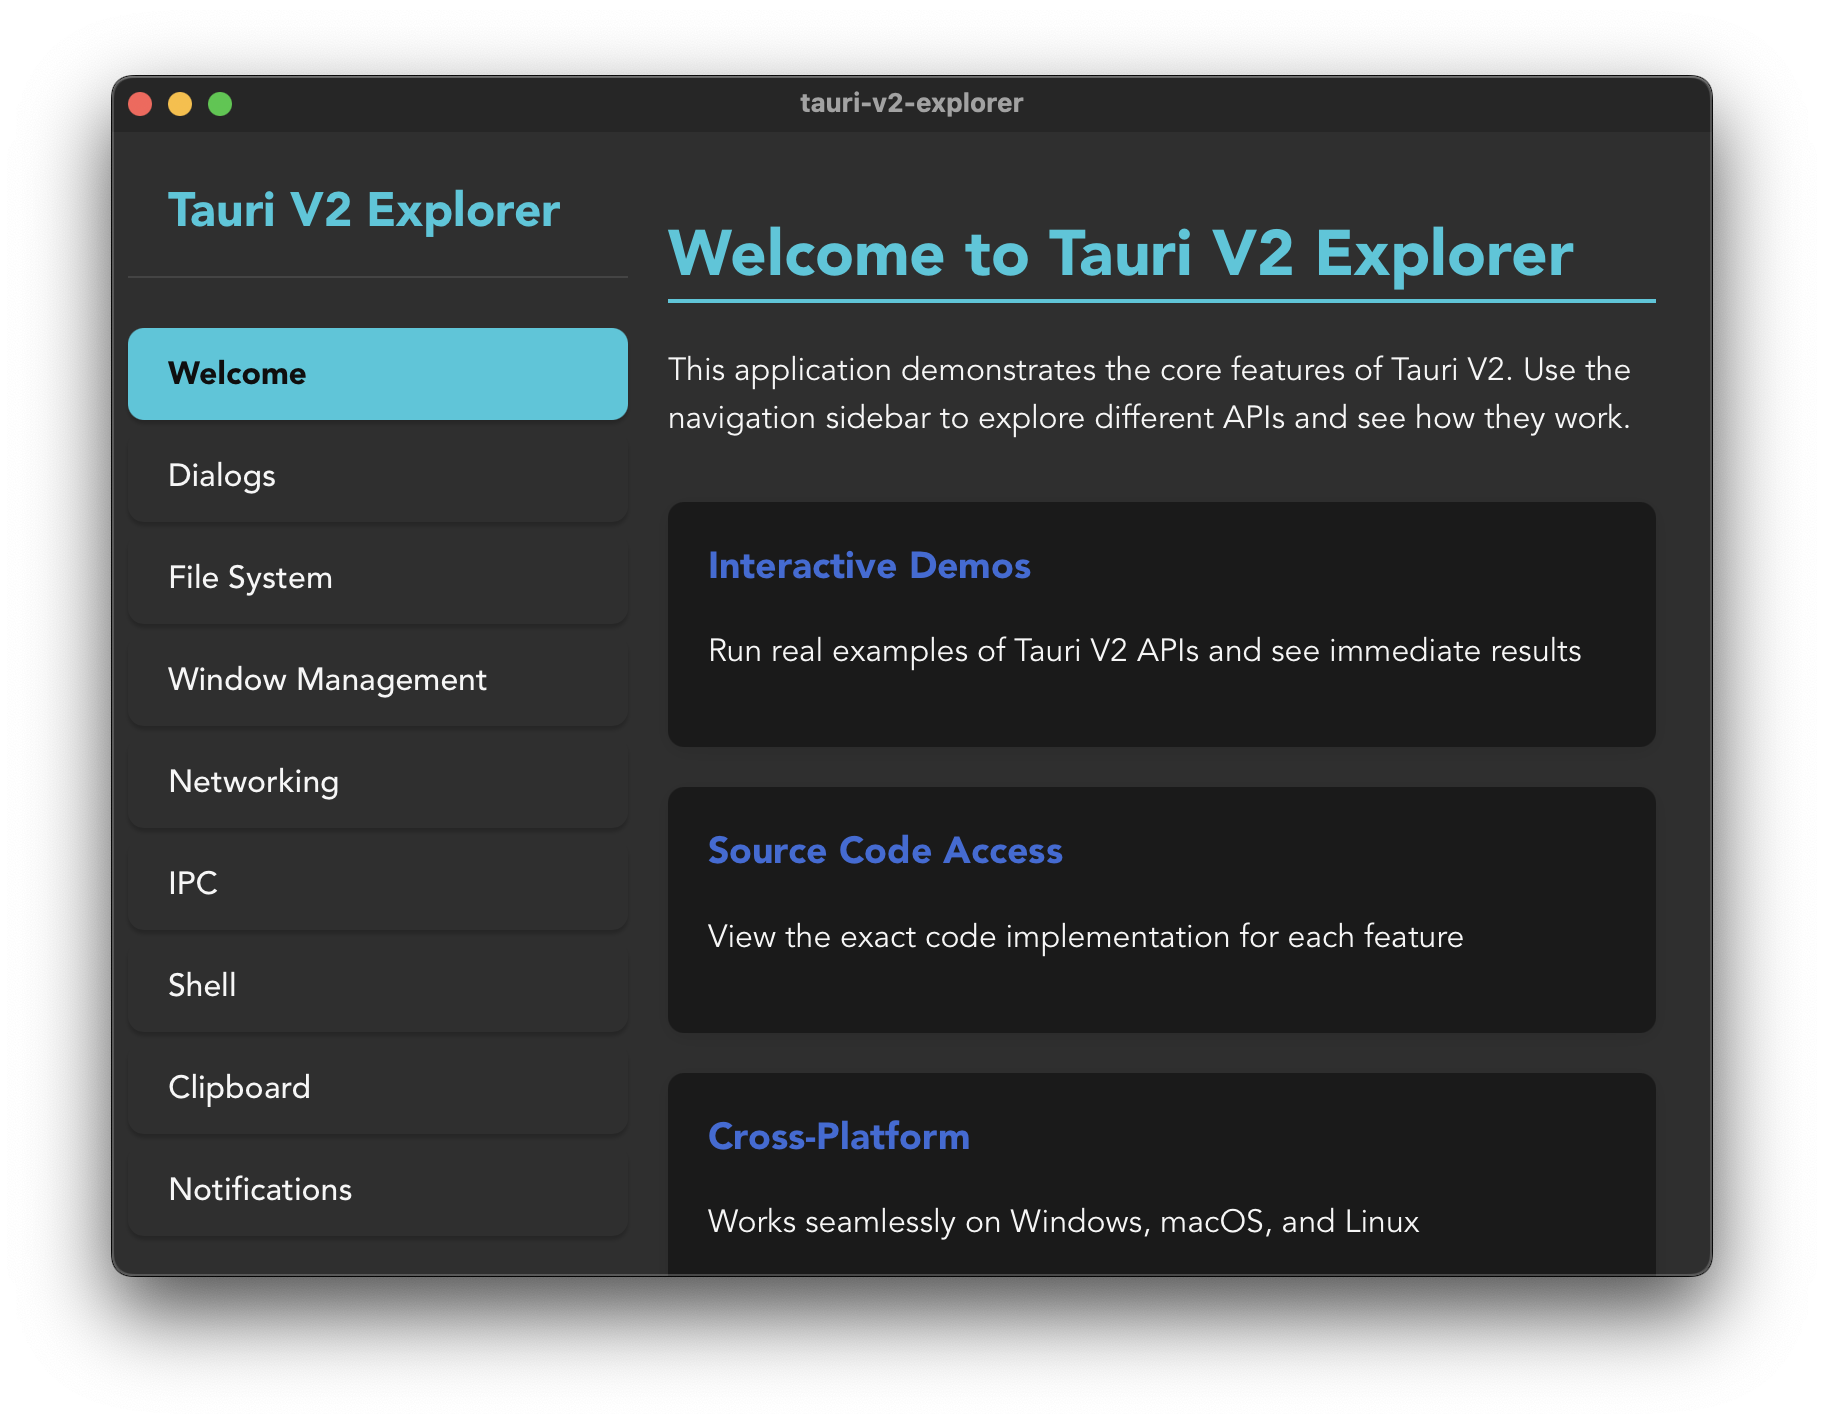 tauri-v2-explorer
Tauri V2 Explorer
Welcome
Dialogs
File System
Window Management
Networking
IPC
Shell
Clipboard
Notifications
Welcome to Tauri V2 Explorer
This application demonstrates the core features of Tauri V2. Use the
navigation sidebar to explore different APIs and see how they work.
Interactive Demos
Run real examples of Tauri V2 APIs and see immediate results
Source Code Access
View the exact code implementation for each feature
Cross-Platform
Works seamlessly on Windows, macOS, and Linux